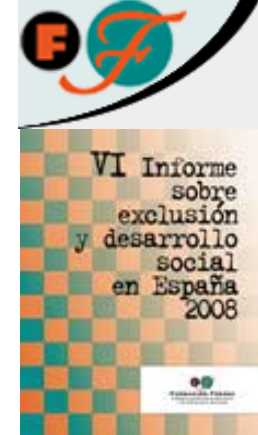 F F
VI Informe
sobre
exclusión
y desarrollo
social
en España
2008